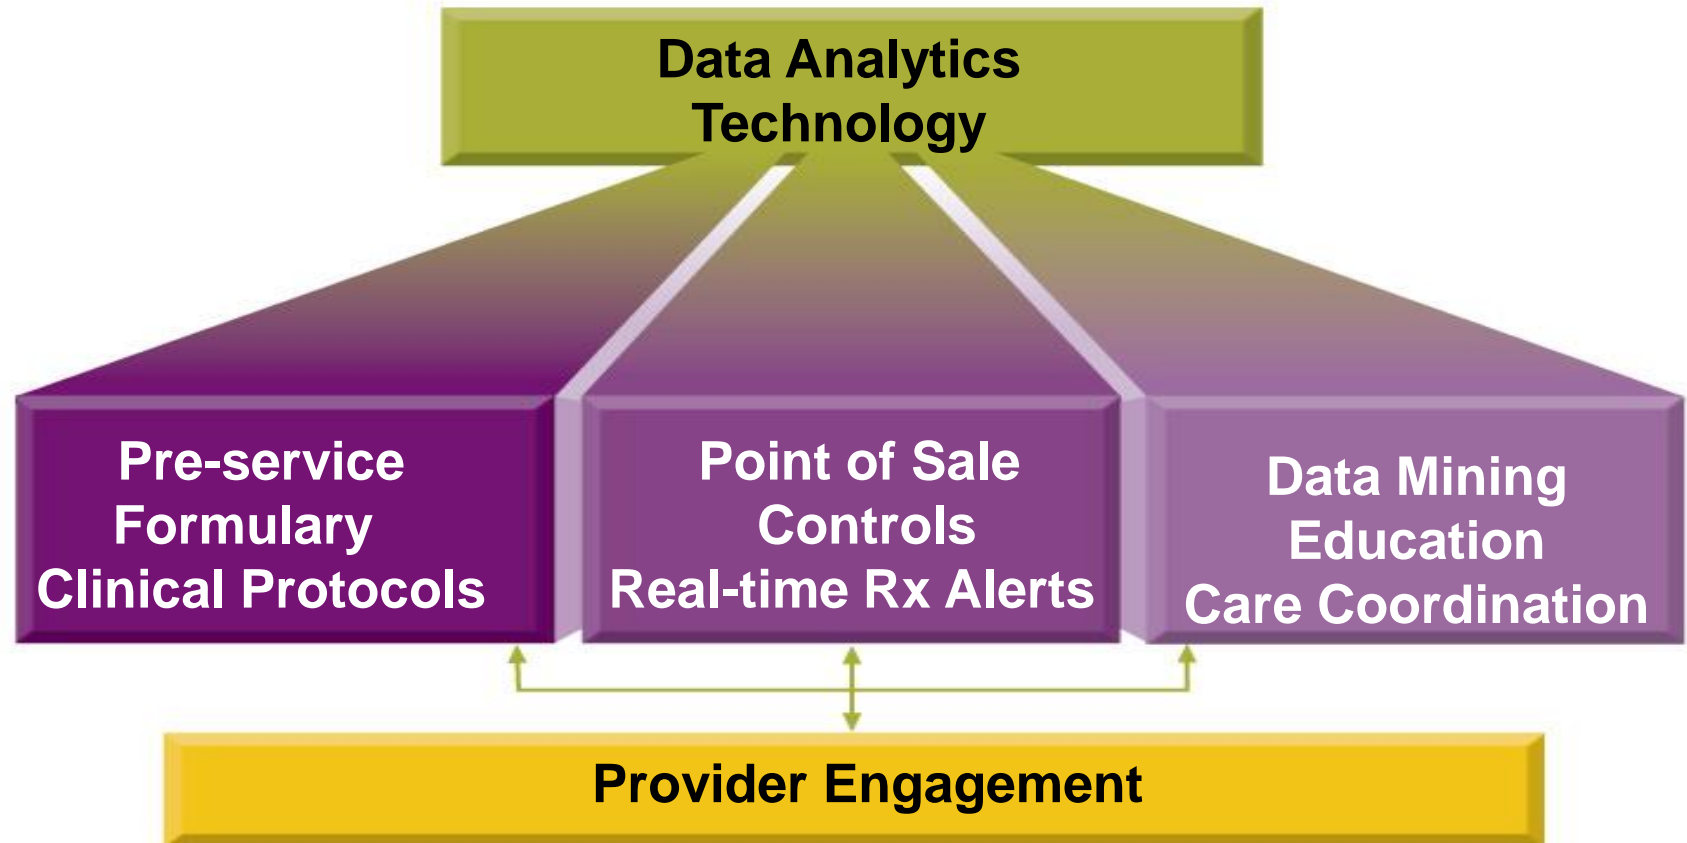 Data Analytics
Technology
Pre-service
Formulary
Clinical Protocols
Point of Sale
Controls
Real-time Rx Alerts
Data Mining
Education
Care Coordination
Provider Engagement